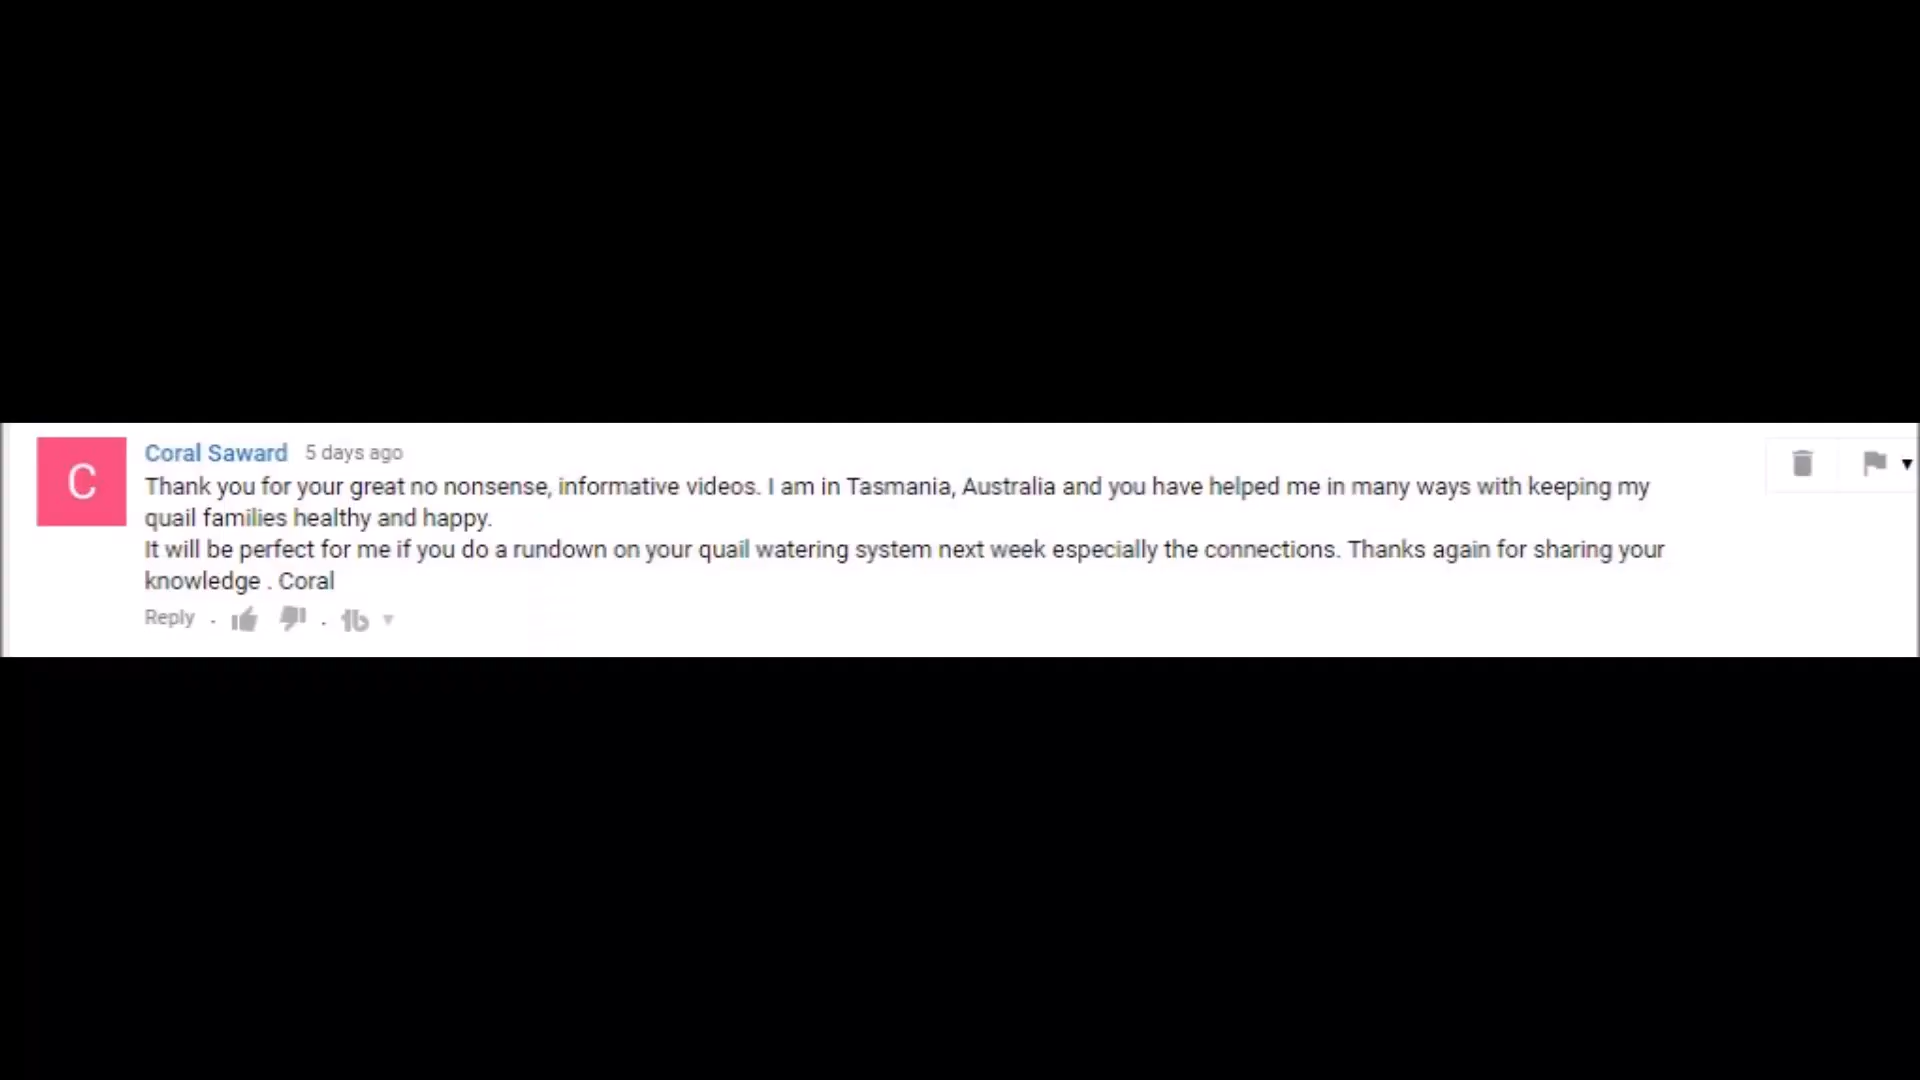 C
Coral Saward 5 days ago
Thank you for your great no nonsense, informative videos. I am in Tasmania, Australia and you have helped me in many ways with keeping my
quail families healthy and happy.
It will be perfect for me if you do a rundown on your quail watering system next week especially the connections. Thanks again for sharing your
knowledge . Coral
Reply